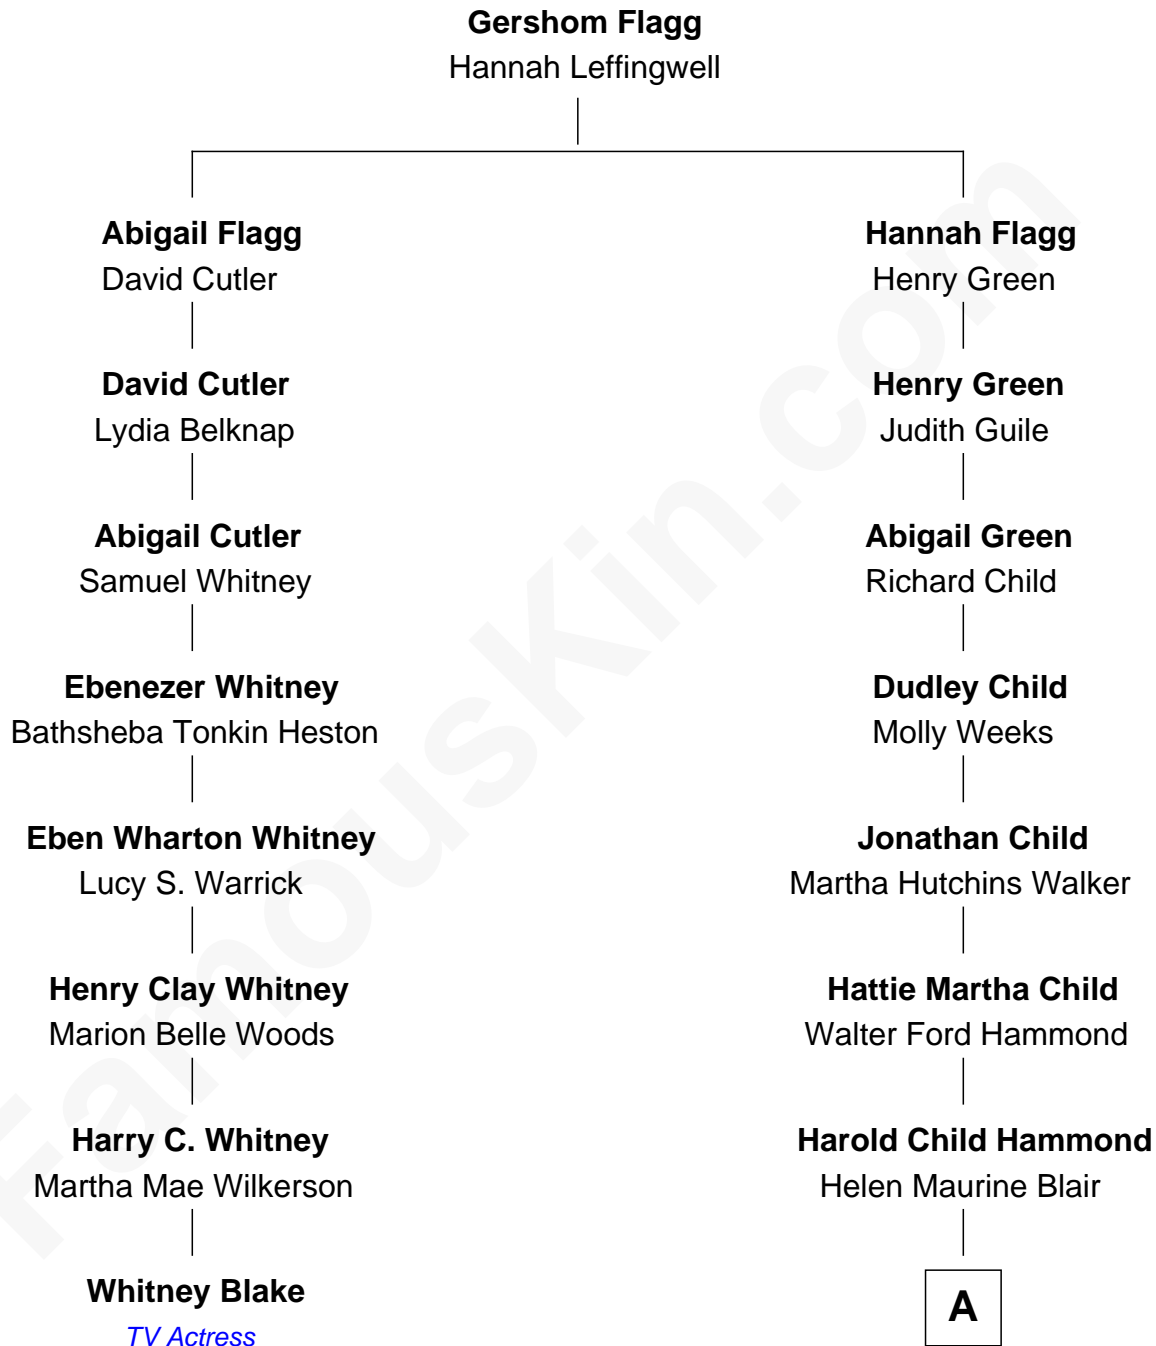 Gershom Flagg
Hannah Leffingwell
Abigail Flagg
David Cutler
Hannah Flagg
Henry Green
David Cutler
Lydia Belknap
Henry Green
Judith Guile
Abigail Cutler
Samuel Whitney
Abigail Green
Richard Child
Ebenezer Whitney
Bathsheba Tonkin Heston
Dudley Child
Molly Weeks
Eben Wharton Whitney
Lucy S. Warrick
Jonathan Child
Martha Hutchins Walker
Henry Clay Whitney
Marion Belle Woods
Hattie Martha Child
Walter Ford Hammond
Harry C. Whitney
Martha Mae Wilkerson
Harold Child Hammond
Helen Maurine Blair
Whitney Blake
TV Actress
A
FamousKin.com